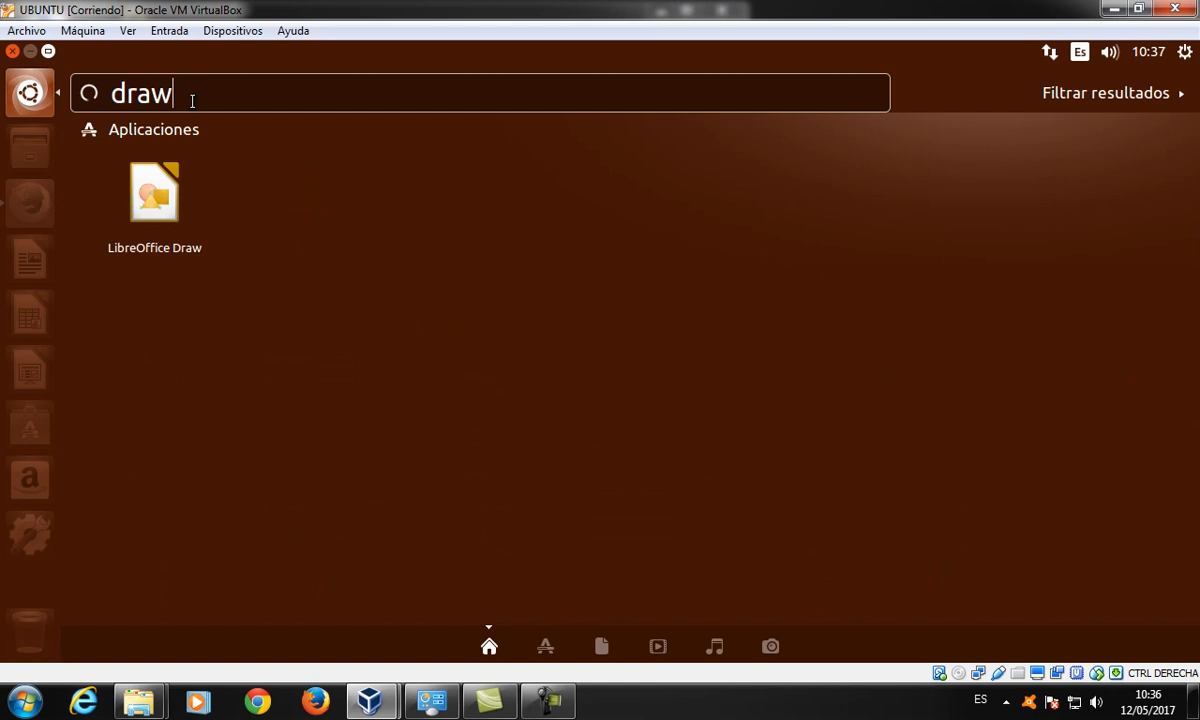 UBUNTU [Corriendo] - Oracle VM VirtualBox
Archivo Máquina Ver Entrada Dispositivos Ayuda
Es 10:37
draw
Filtrar resultados
Aplicaciones
LibreOffice Draw
a
CTRL DERECHA
ES
10:36
12/05/2017